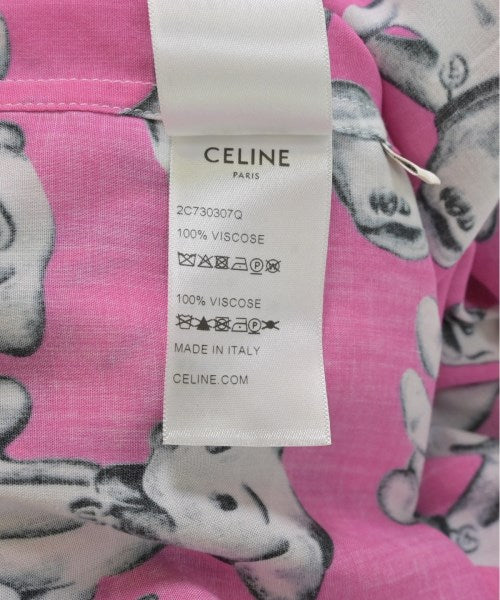 CELINE
PARIS
2C730307Q
100% VISCOSE
100% VISCOSE
MADE IN ITALY
CELINE.COM